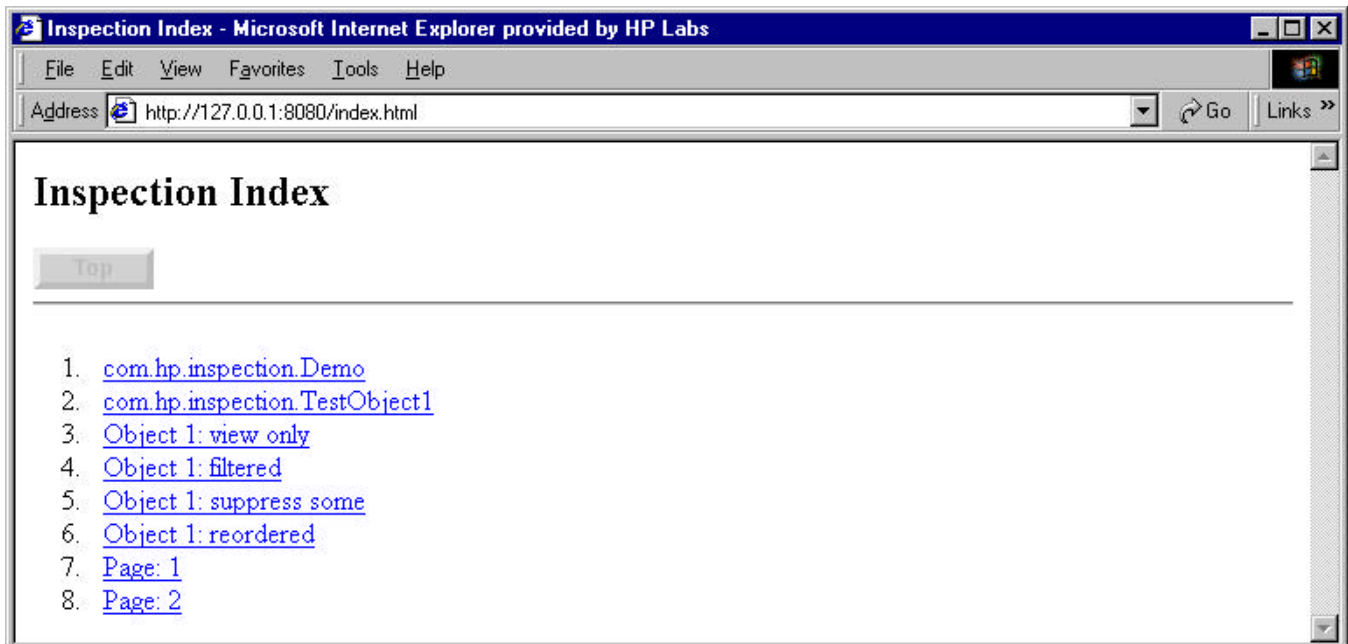 Inspection Index - Microsoft Internet Explorer provided by HP Labs
File Edit View Favorites Tools Help
Address http://127.0.0.1:8080/index.html Go Links »
Inspection Index
Top
1. com.hp.inspection.Demo
2. com.hp.inspection.TestObject1
3. Object 1: view only
4. Object 1: filtered
5. Object 1: suppress some
6. Object 1: reordered
7. Page: 1
8. Page: 2